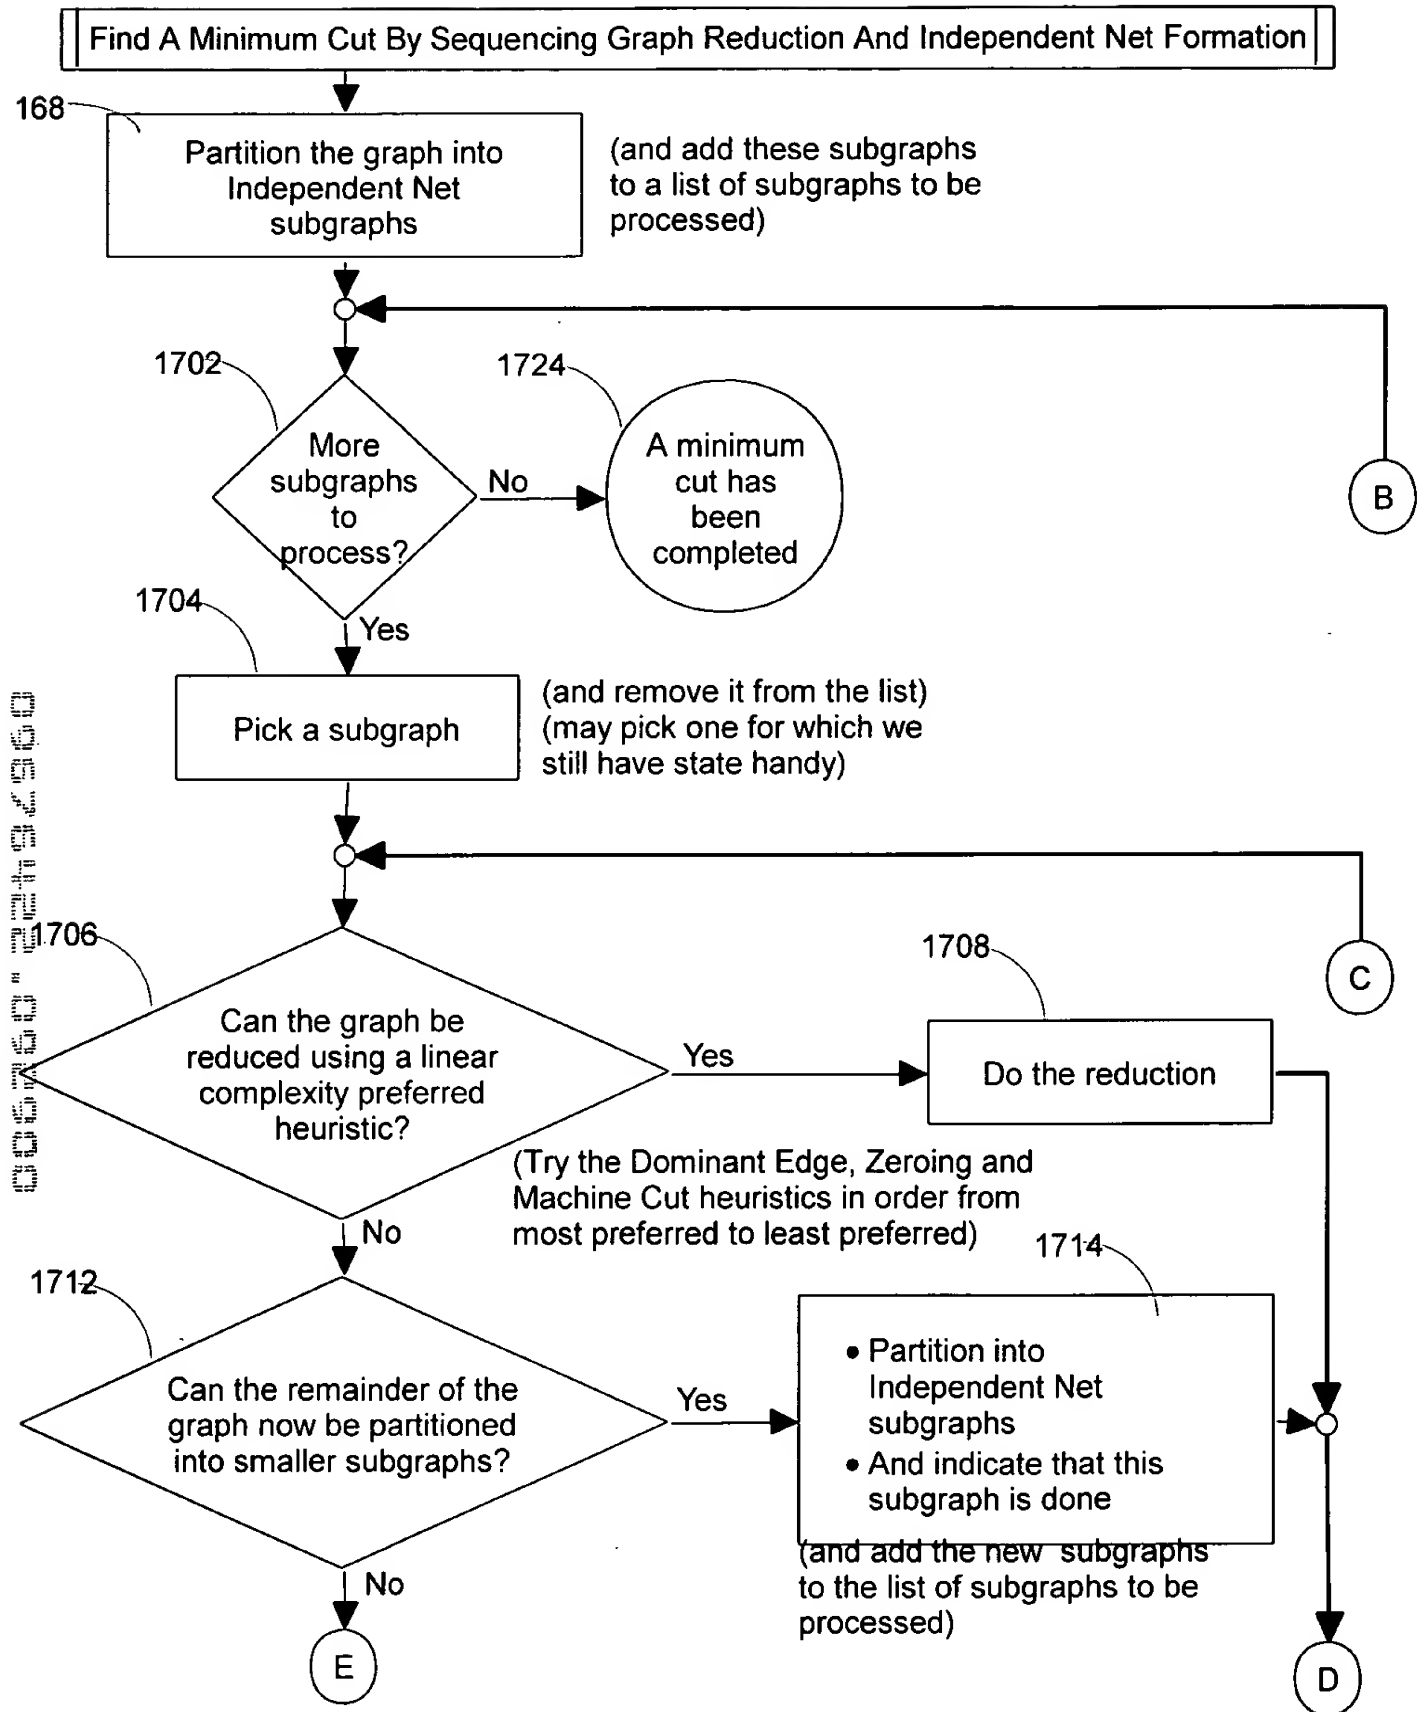 Find A Minimum Cut By Sequencing Graph Reduction And Independent Net Formation
168
Partition the graph into
Independent Net
subgraphs
(and add these subgraphs
to a list of subgraphs to be
processed)
1702
1724
More
subgraphs
to
process?
No
A minimum
cut has
been
completed
B
1704
Yes
Pick a subgraph
(and remove it from the list)
(may pick one for which we
still have state handy)
1706
1708
C
Can the graph be
reduced using a linear
complexity preferred
heuristic?
Yes
Do the reduction
(Try the Dominant Edge, Zeroing and
Machine Cut heuristics in order from
most preferred to least preferred)
No
1712
1714
Can the remainder of the
graph now be partitioned
into smaller subgraphs?
Yes
• Partition into
Independent Net
subgraphs
• And indicate that this
subgraph is done
(and add the new subgraphs
to the list of subgraphs to be
processed)
No
E
D